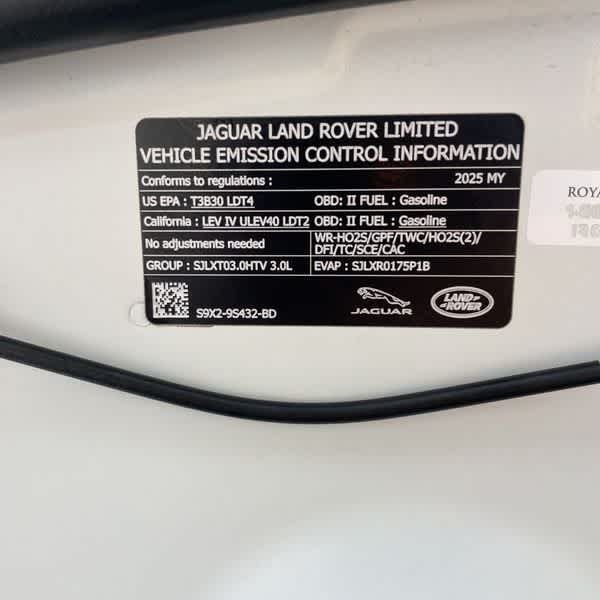 JAGUAR LAND ROVER LIMITED
VEHICLE EMISSION CONTROL INFORMATION
Conforms to regulations : 2025 MY
US EPA : T3B30 LDT4 OBD: II FUEL : Gasoline
California : LEV IV ULEV40 LDT2 OBD: II FUEL : Gasoline
No adjustments needed WR-HO2S/GPF/TWC/HO2S(2)/
DFI/TC/SCE/CAC
GROUP : SJLXT03.0HTV 3.0L EVAP : SJLXR0175P1B
S9X2-9S432-BD JAGUAR LAND ROVER
ROYA